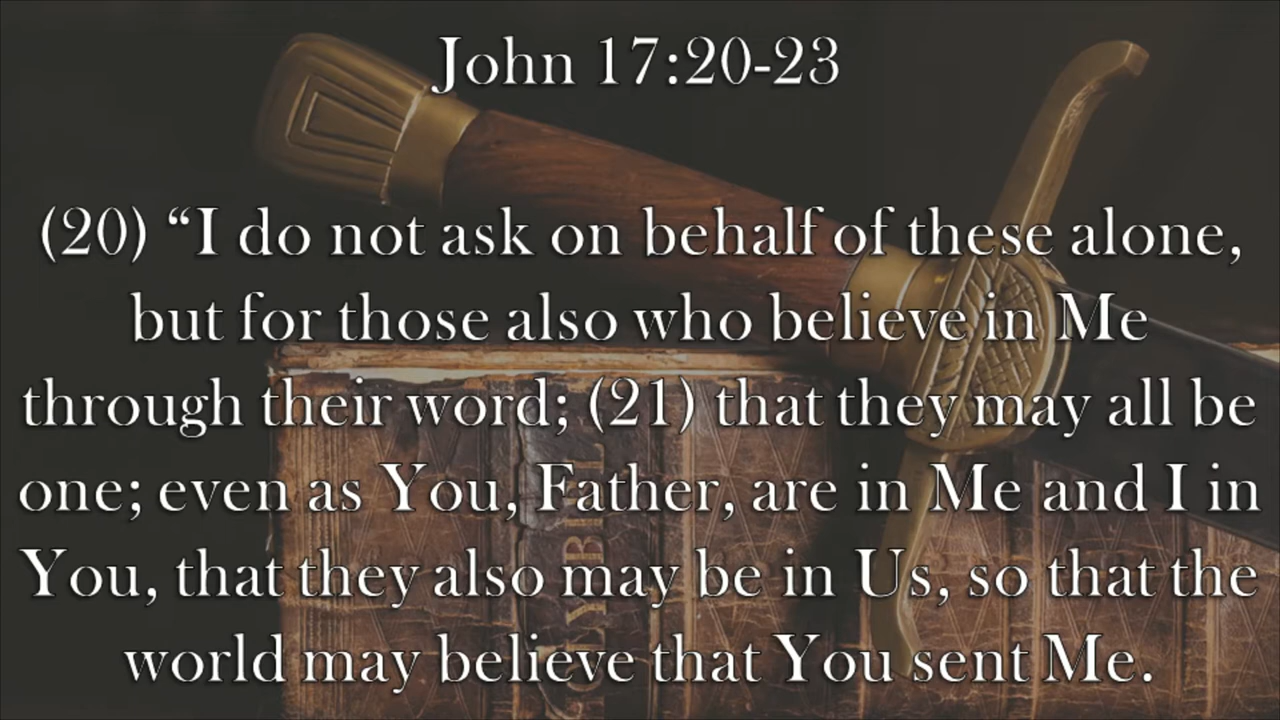 John 17:20-23
(20) “I do not ask on behalf of these alone,
but for those also who believe in Me
through their word; (21) that they may all be
one; even as You, Father, are in Me and I in
You, that they also may be in Us, so that the
world may believe that You sent Me.